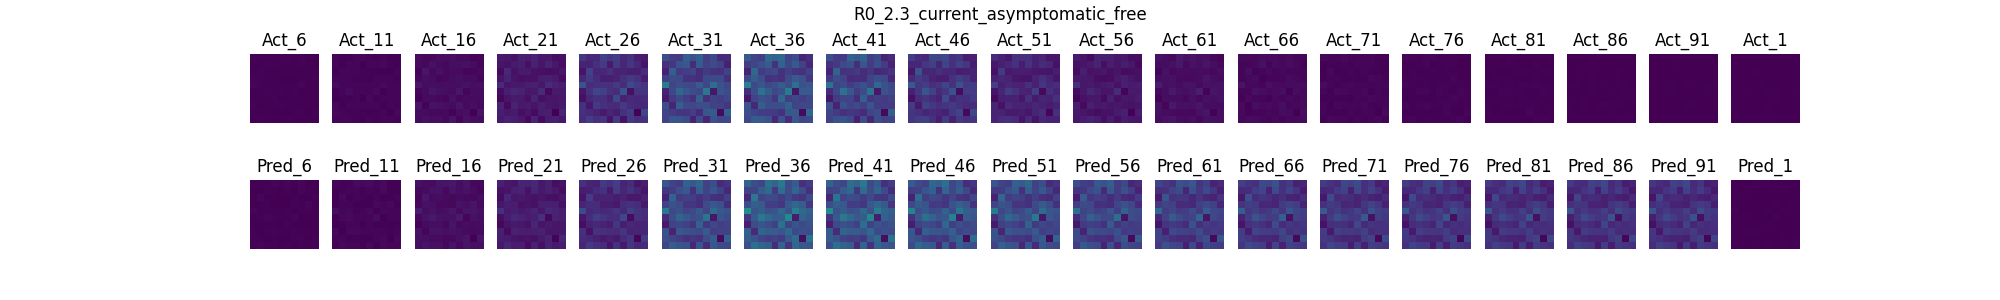 R0_2.3_current_asymptomatic_free
Act_6 Act_11 Act_16 Act_21 Act_26 Act_31 Act_36 Act_41 Act_46 Act_51 Act_56 Act_61 Act_66 Act_71 Act_76 Act_81 Act_86 Act_91 Act_1
Pred_6 Pred_11 Pred_16 Pred_21 Pred_26 Pred_31 Pred_36 Pred_41 Pred_46 Pred_51 Pred_56 Pred_61 Pred_66 Pred_71 Pred_76 Pred_81 Pred_86 Pred_91 Pred_1